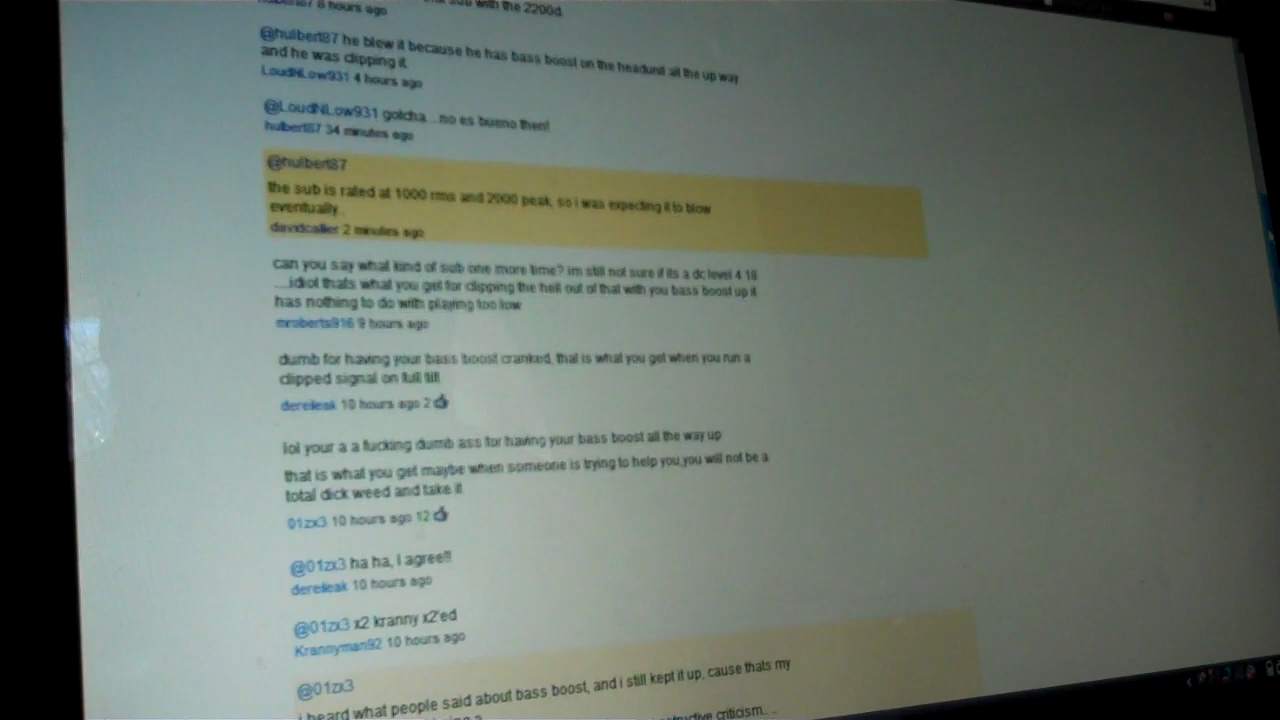 hulbert87 8 hours ago
sub with the 2200d.
@hulbert87 he blew it because he has bass boost on the headunit all the up way
and he was clipping it.
LoudNLow931 4 hours ago
@LoudNLow931 gotcha...no es bueno then!
hulbert87 34 minutes ago
@hulbert87
the sub is rated at 1000 rms and 2000 peak, so i was expecting it to blow
eventually..
davidcaller 2 minutes ago
can you say what kind of sub one more time? im still not sure if its a dc level 4 18
....idiot thats what you get for clipping the hell out of that with you bass boost up it
has nothing to do with playing too low
mroberts916 9 hours ago
dumb for having your bass boost cranked, that is what you get when you run a
clipped signal on full tilt
dereileak 10 hours ago 2
lol your a a fucking dumb ass for having your bass boost all the way up
that is what you get maybe when someone is trying to help you,you will not be a
total dick weed and take it
01zx3 10 hours ago 12
@01zx3 ha ha, I agree!!
dereileak 10 hours ago
@01zx3 x2 kranny x2'ed
Krannyman92 10 hours ago
@01zx3
i heard what people said about bass boost, and i still kept it up, cause thats my
criticism....